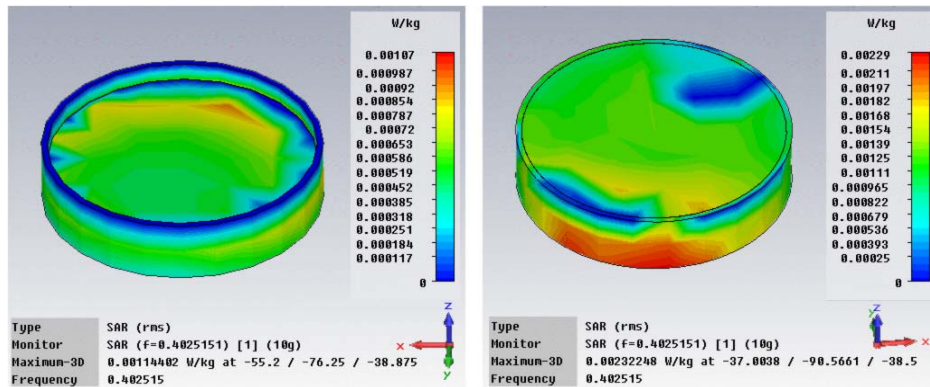 W/kg
0.00107
0.000987
0.00092
0.000854
0.000787
0.00072
0.000653
0.000586
0.000519
0.000452
0.000385
0.000318
0.000251
0.000184
0.000117
0
z
x
y
Type SAR (rms)
Monitor SAR (f=0.4025151) [1] (10g)
Maximum-3D 0.00114402 W/kg at -55.2 / -76.25 / -38.875
Frequency 0.402515
W/kg
0.00229
0.00211
0.00197
0.00182
0.00168
0.00154
0.00139
0.00125
0.00111
0.000965
0.000822
0.000679
0.000536
0.000393
0.00025
0
z
y
x
Type SAR (rms)
Monitor SAR (f=0.4025151) [1] (10g)
Maximum-3D 0.00232248 W/kg at -37.0038 / -90.5661 / -38.5
Frequency 0.402515